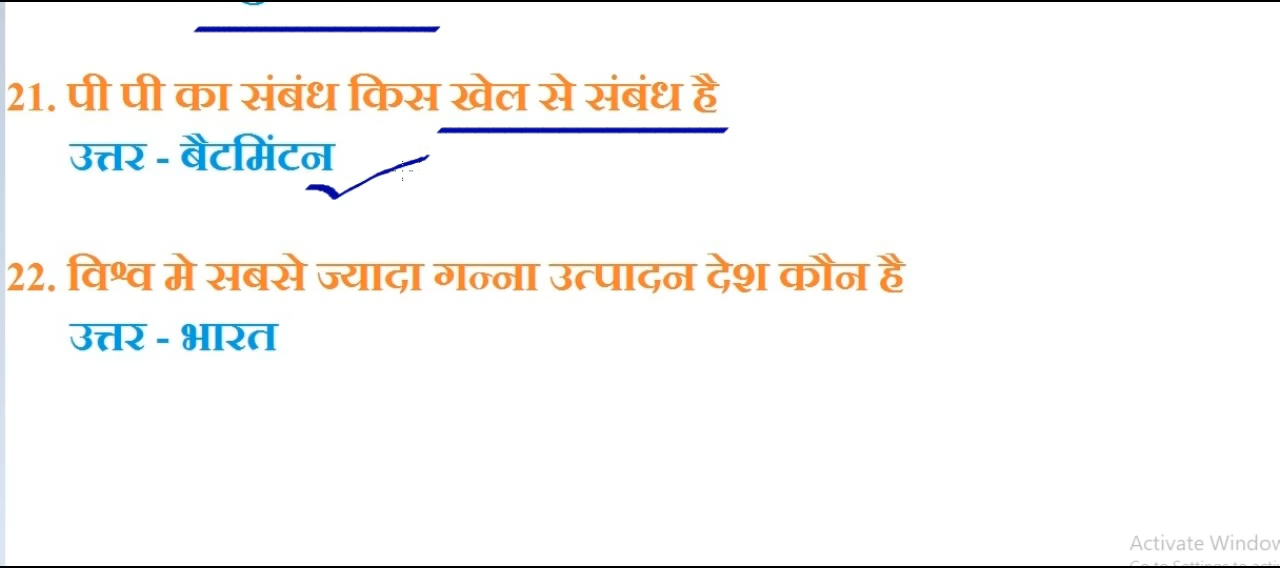 21. पी पी का संबंध किस खेल से संबंध है
उत्तर - बैटमिंटन
22. विश्व मे सबसे ज्यादा गन्ना उत्पादन देश कौन है
उत्तर - भारत
Activate Window